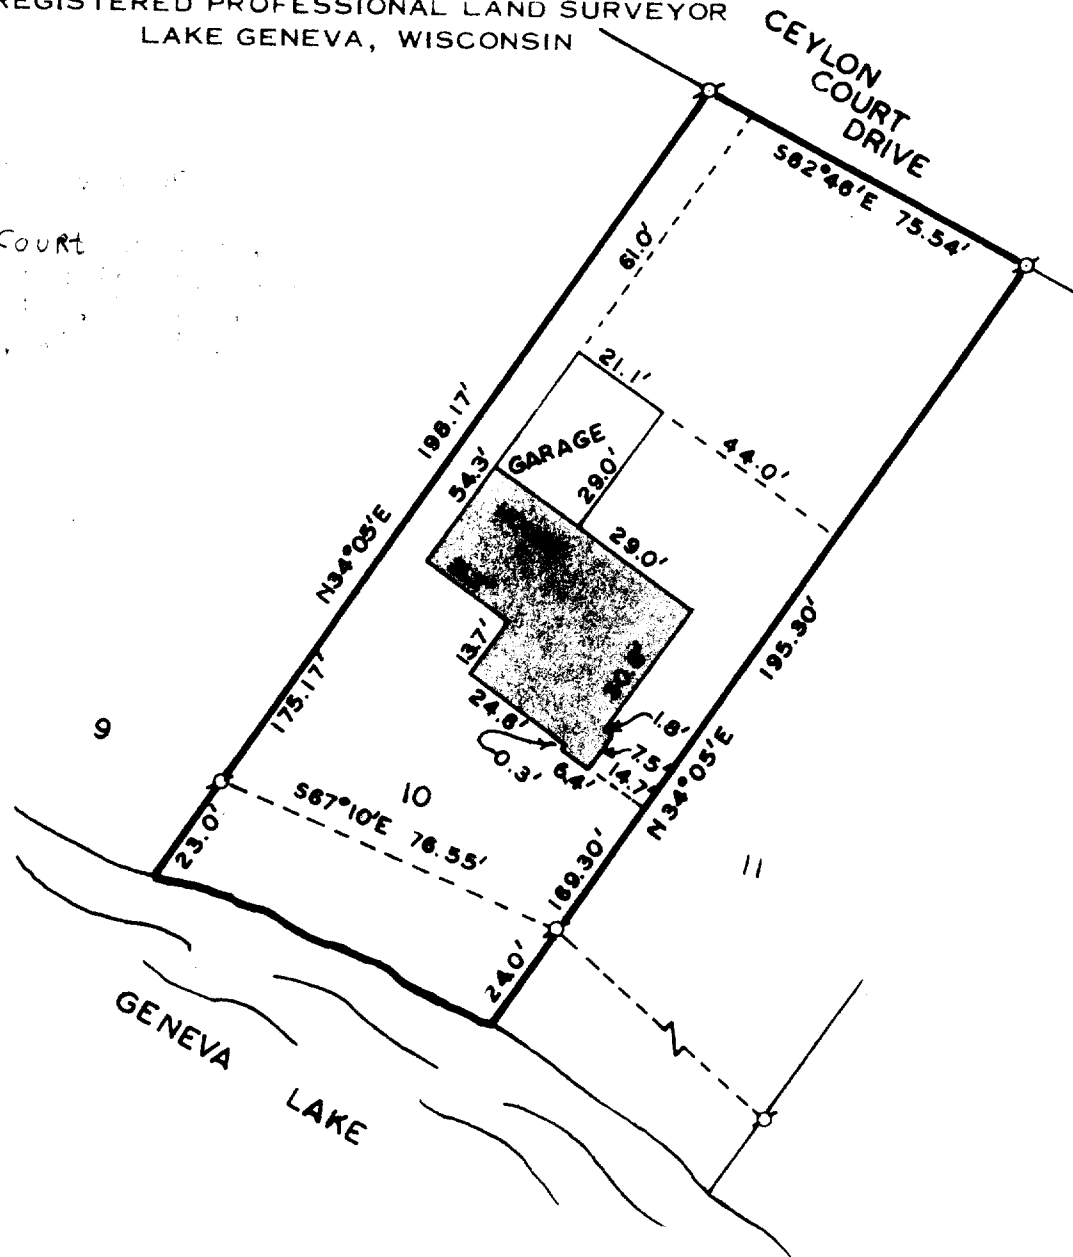 REGISTERED PROFESSIONAL LAND SURVEYOR
LAKE GENEVA, WISCONSIN
CEYLON
COURT
DRIVE
S62°46'E 75.54'
Court
61.0'
21.1'
198.17'
44.0'
GARAGE
54.3'
29.0'
29.0'
N34°05'E
13.7'
195.30'
175.17'
24.6'
1.8'
7.5'
0.3'
6.4'
14.7'
N34°05'E
9
10
S67°10'E 76.55'
23.0'
169.30'
11
24.0'
GENEVA
LAKE